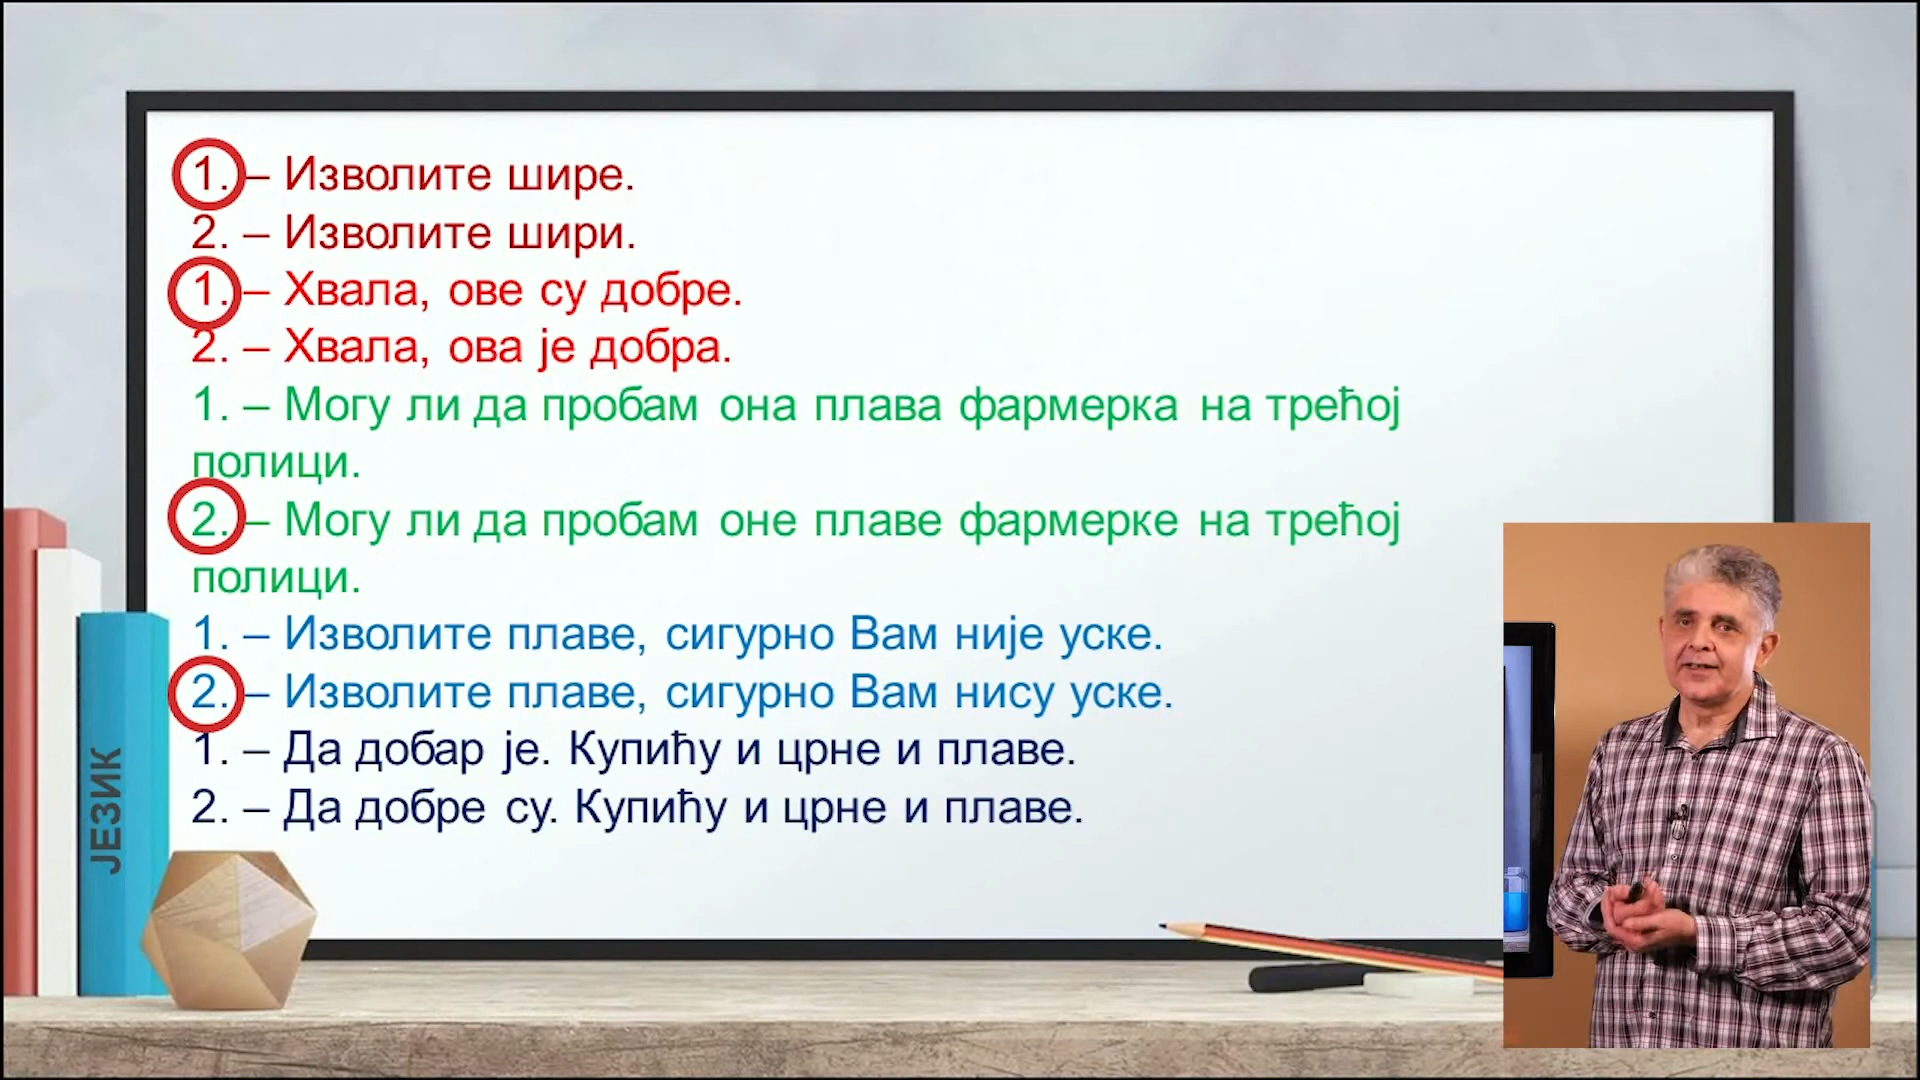 1. – Изволите шире.
2. – Изволите шири.
1. – Хвала, ове су добре.
2. – Хвала, ова је добра.
1. – Могу ли да пробам она плава фармерка на трећој
полици.
2. – Могу ли да пробам оне плаве фармерке на трећој
полици.
1. – Изволите плаве, сигурно Вам није уске.
2. – Изволите плаве, сигурно Вам нису уске.
1. – Да добар је. Купићу и црне и плаве.
2. – Да добре су. Купићу и црне и плаве.
ЈЕЗИК